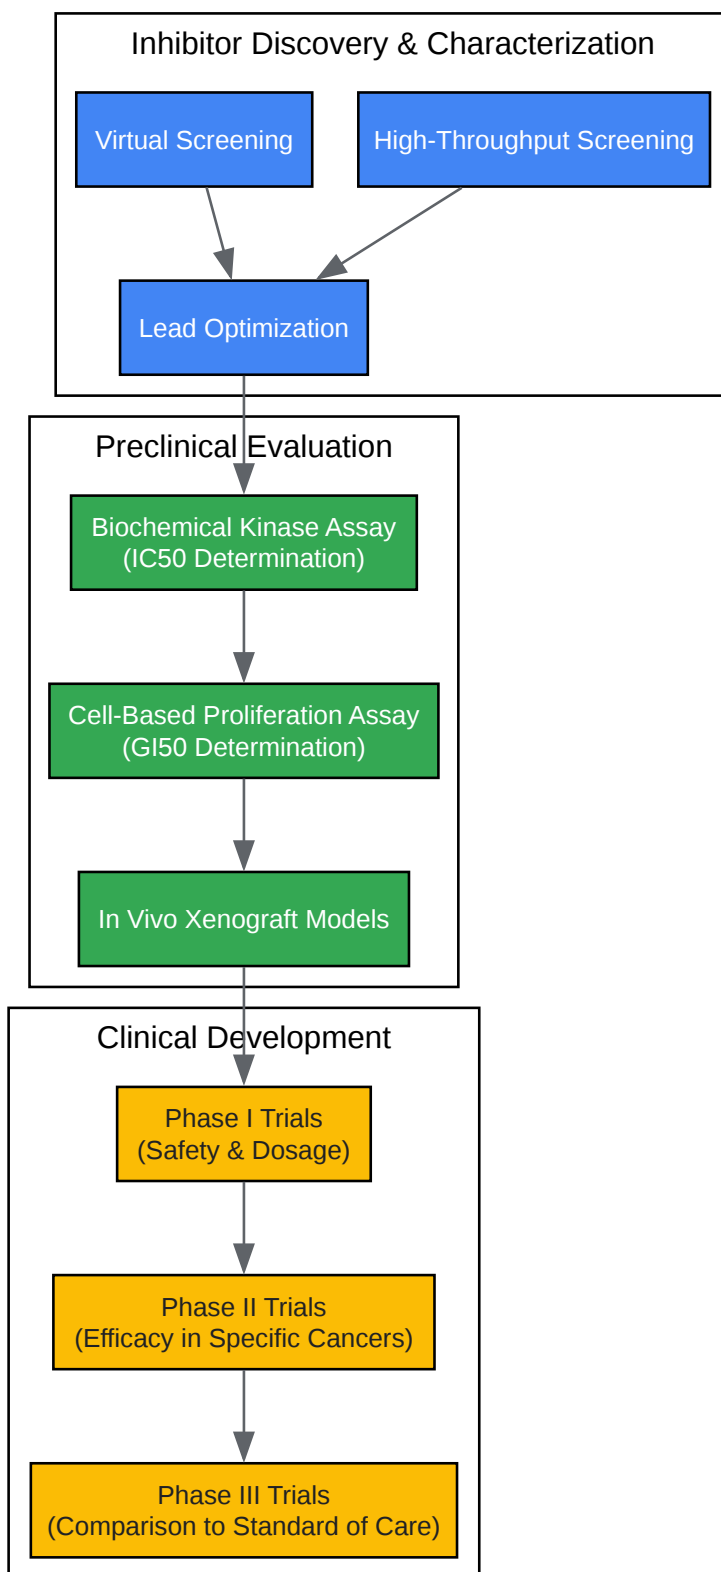 Inhibitor Discovery & Characterization
Virtual Screening
High-Throughput Screening
Lead Optimization
Preclinical Evaluation
Biochemical Kinase Assay
(IC50 Determination)
Cell-Based Proliferation Assay
(GI50 Determination)
In Vivo Xenograft Models
Clinical Development
Phase I Trials
(Safety & Dosage)
Phase II Trials
(Efficacy in Specific Cancers)
Phase III Trials
(Comparison to Standard of Care)